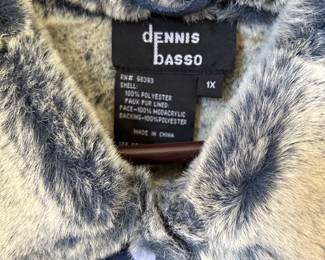 dENNIS
basso
1X
RN# 98393
SHELL:
100% POLYESTER
FAUX FUR LINED:
FACE-100% MODACRYLIC
BACKING-100% POLYESTER
MADE IN CHINA